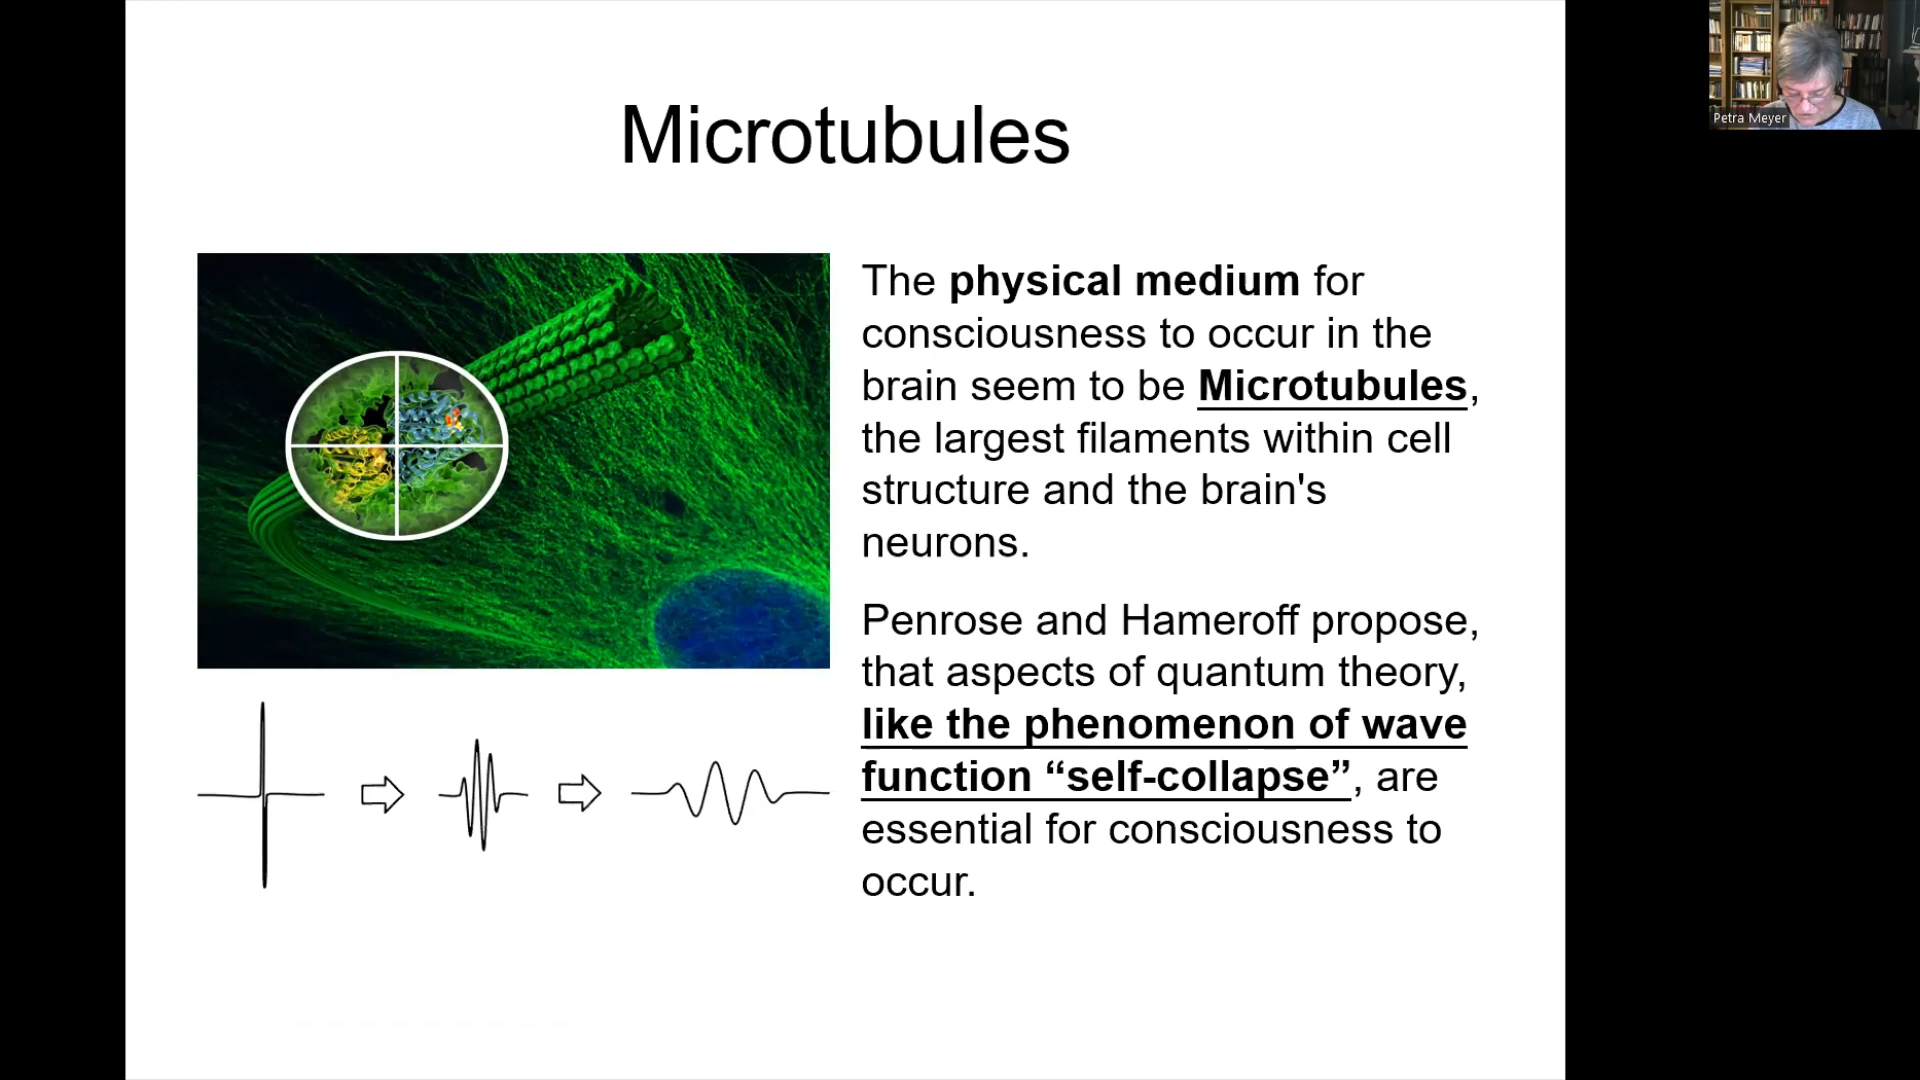 Microtubules
The physical medium for
consciousness to occur in the
brain seem to be Microtubules,
the largest filaments within cell
structure and the brain's
neurons.
Penrose and Hameroff propose,
that aspects of quantum theory,
like the phenomenon of wave
function “self-collapse”, are
essential for consciousness to
occur.
Petra Meyer